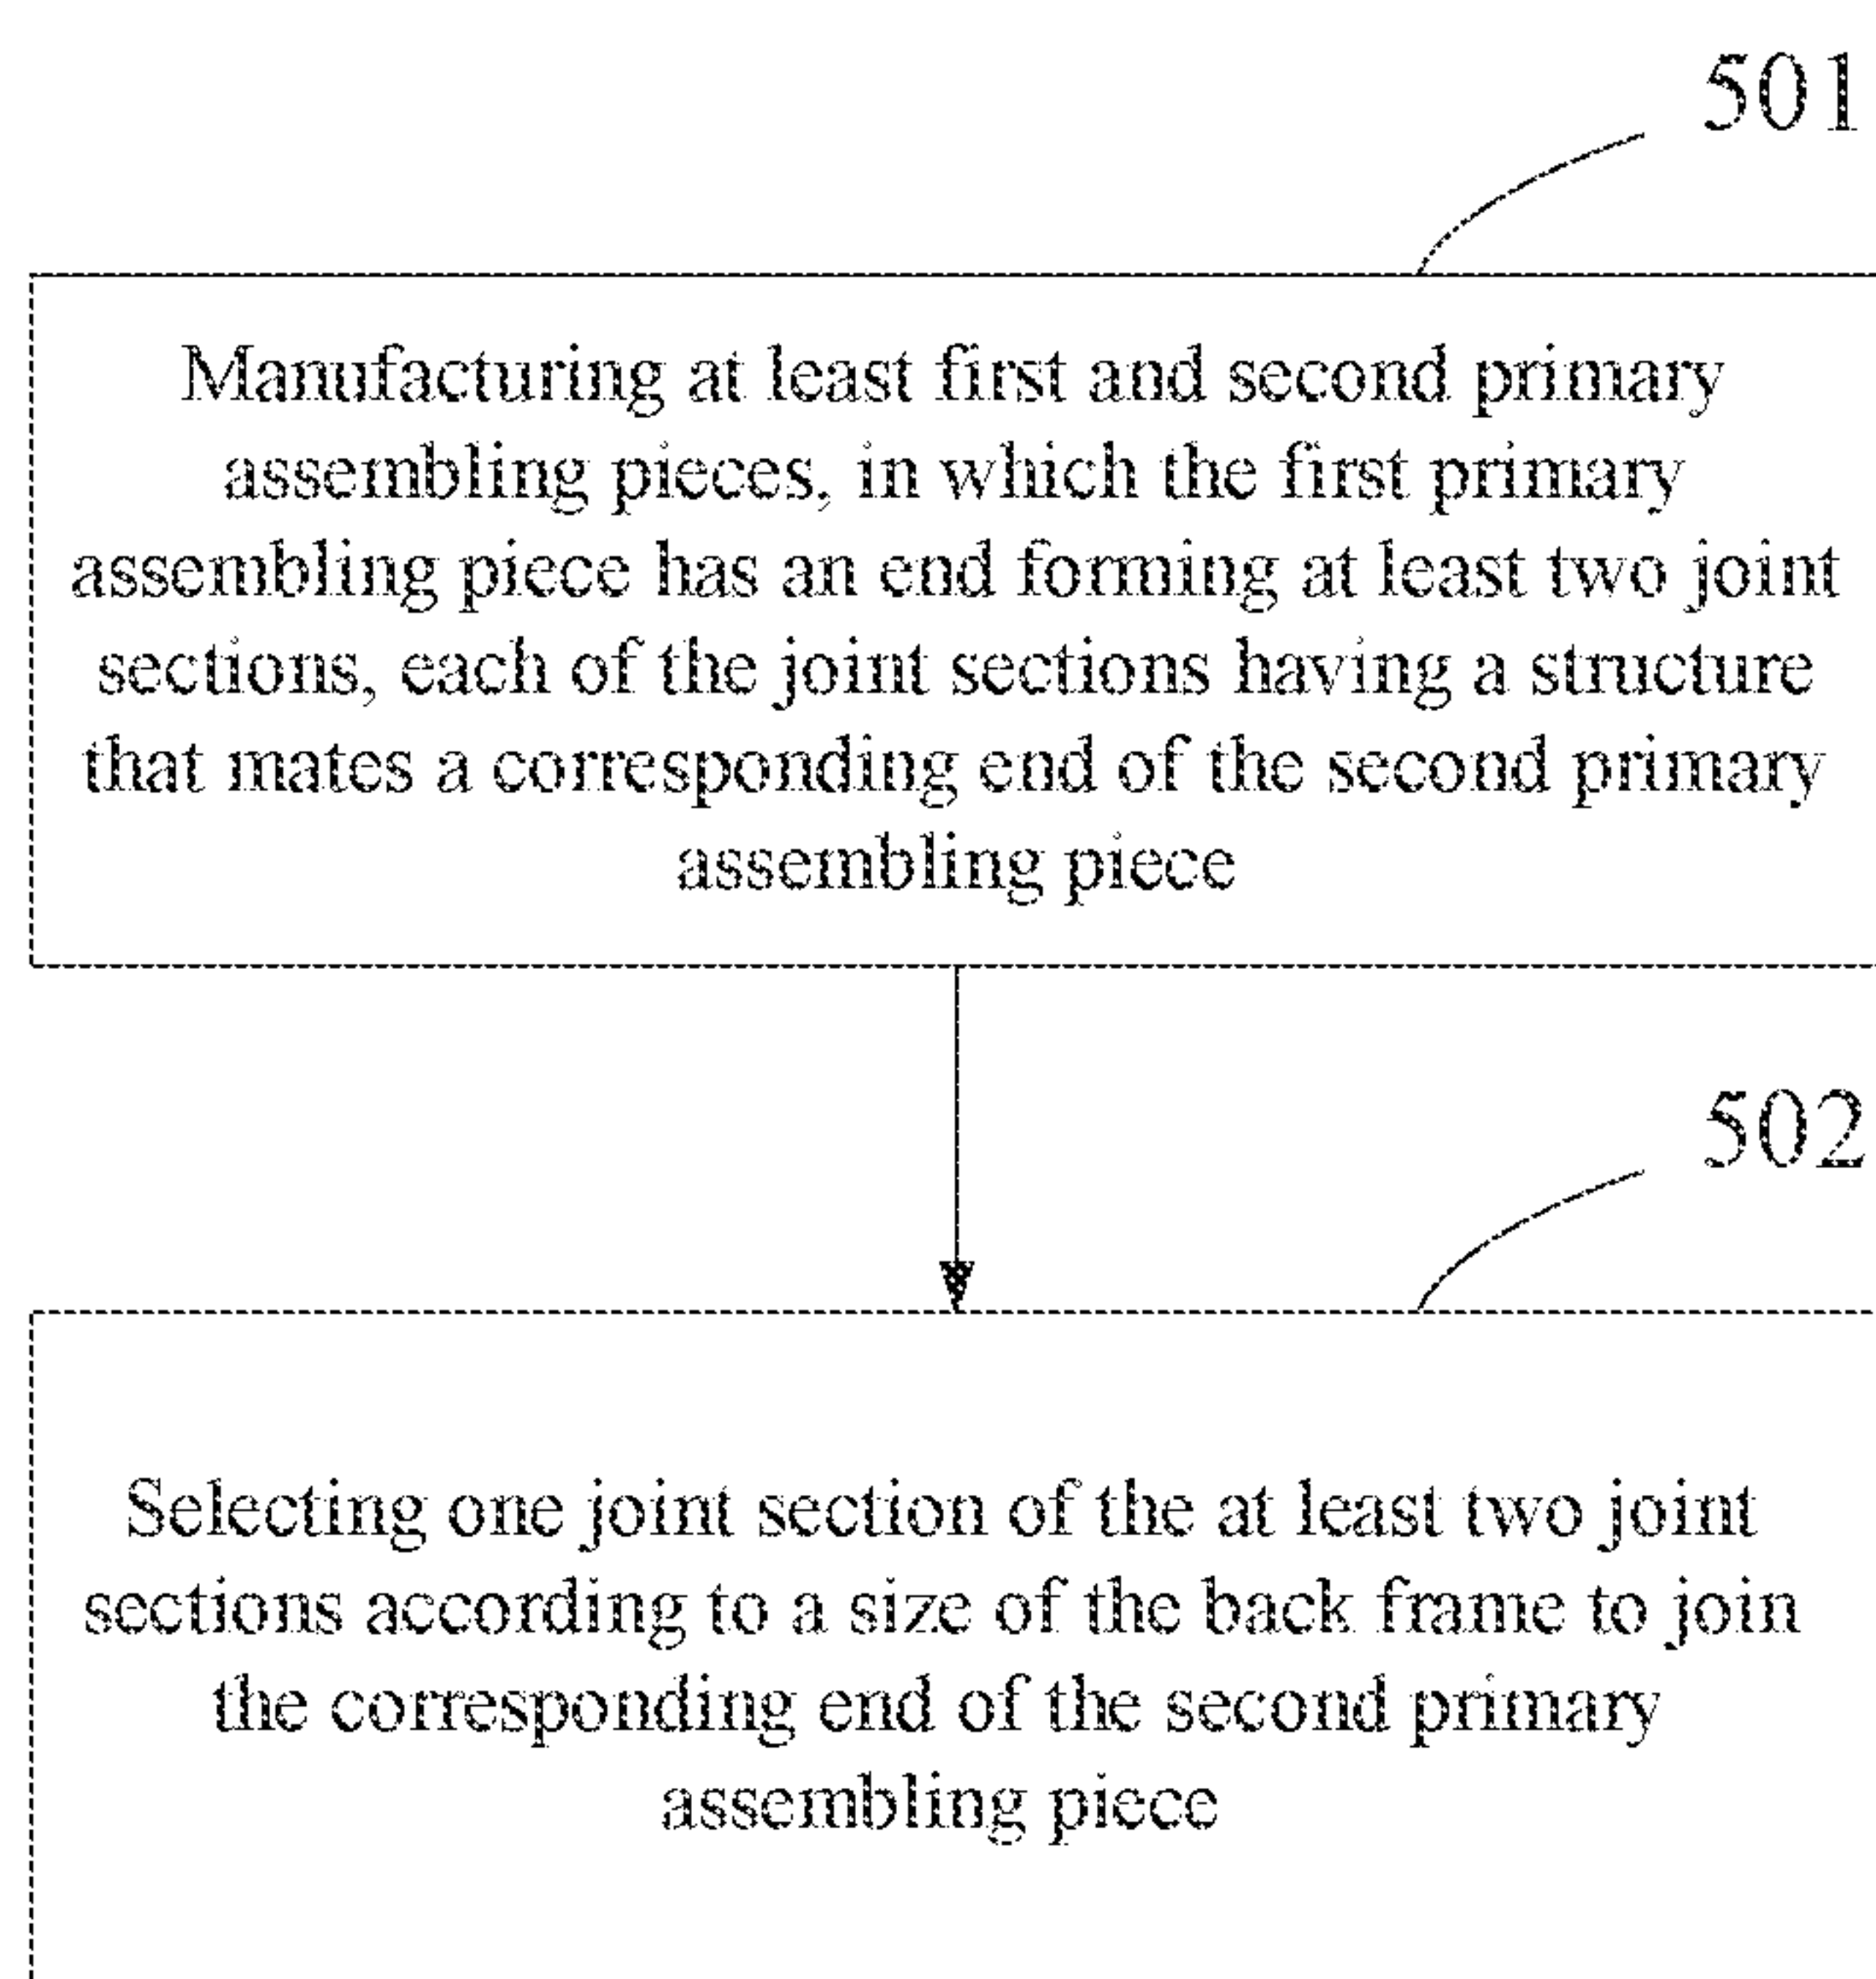 501
Manufacturing at least first and second primary
assembling pieces, in which the first primary
assembling piece has an end forming at least two joint
sections, each of the joint sections having a structure
that mates a corresponding end of the second primary
assembling piece
502
Selecting one joint section of the at least two joint
sections according to a size of the back frame to join
the corresponding end of the second primary
assembling piece